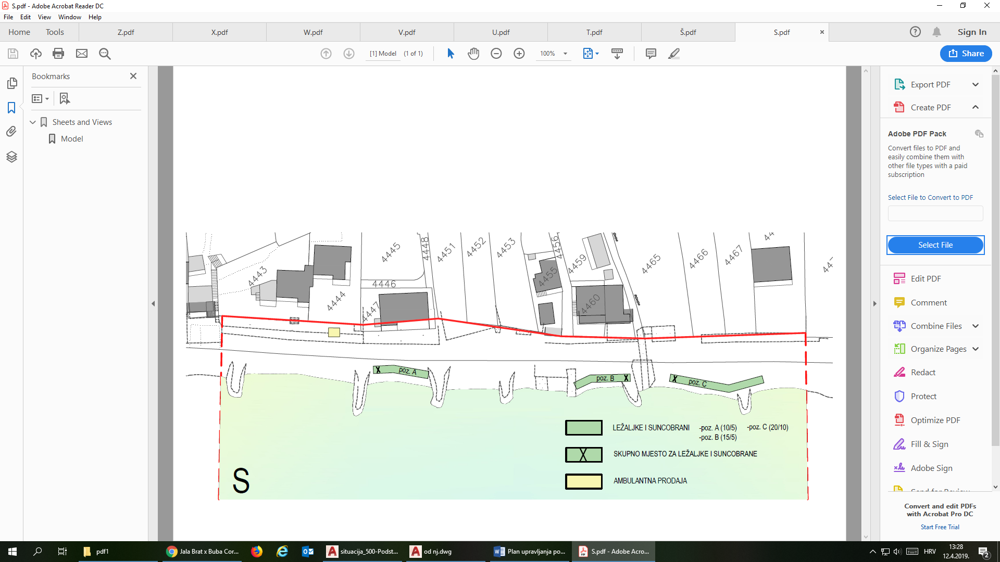 S.pdf - Adobe Acrobat Reader DC
File Edit View Window Help
Home Tools Z.pdf X.pdf W.pdf V.pdf U.pdf T.pdf Š.pdf S.pdf Sign In
[1] Model (1 of 1) 100% Share
Bookmarks
Sheets and Views
Model
4443
4444
4445
4446
4447
4448
4451
4452
4453
4455
4456
4459
4460
4465
4466
4467
poz. A
poz. B
poz. C
X
X
X
LEŽALJKE I SUNCOBRANI -poz. A (10/5) -poz. C (20/10)
-poz. B (15/5)
X SKUPNO MJESTO ZA LEŽALJKE I SUNCOBRANE
AMBULANTNA PRODAJA
S
Export PDF
Create PDF
Adobe PDF Pack
Convert files to PDF and
easily combine them with
other file types with a paid
subscription
Select File to Convert to PDF
Select File
Edit PDF
Comment
Combine Files
Organize Pages
Redact
Protect
Optimize PDF
Fill & Sign
Adobe Sign
Send for Review
Convert and edit PDFs
with Acrobat Pro DC
Start Free Trial
pdf1 Jala Brat x Buba Cor... situacija_500-Podst... od nj.dwg Plan upravljanja po... S.pdf - Adobe Acro... HRV 13:28
12.4.2019. 2